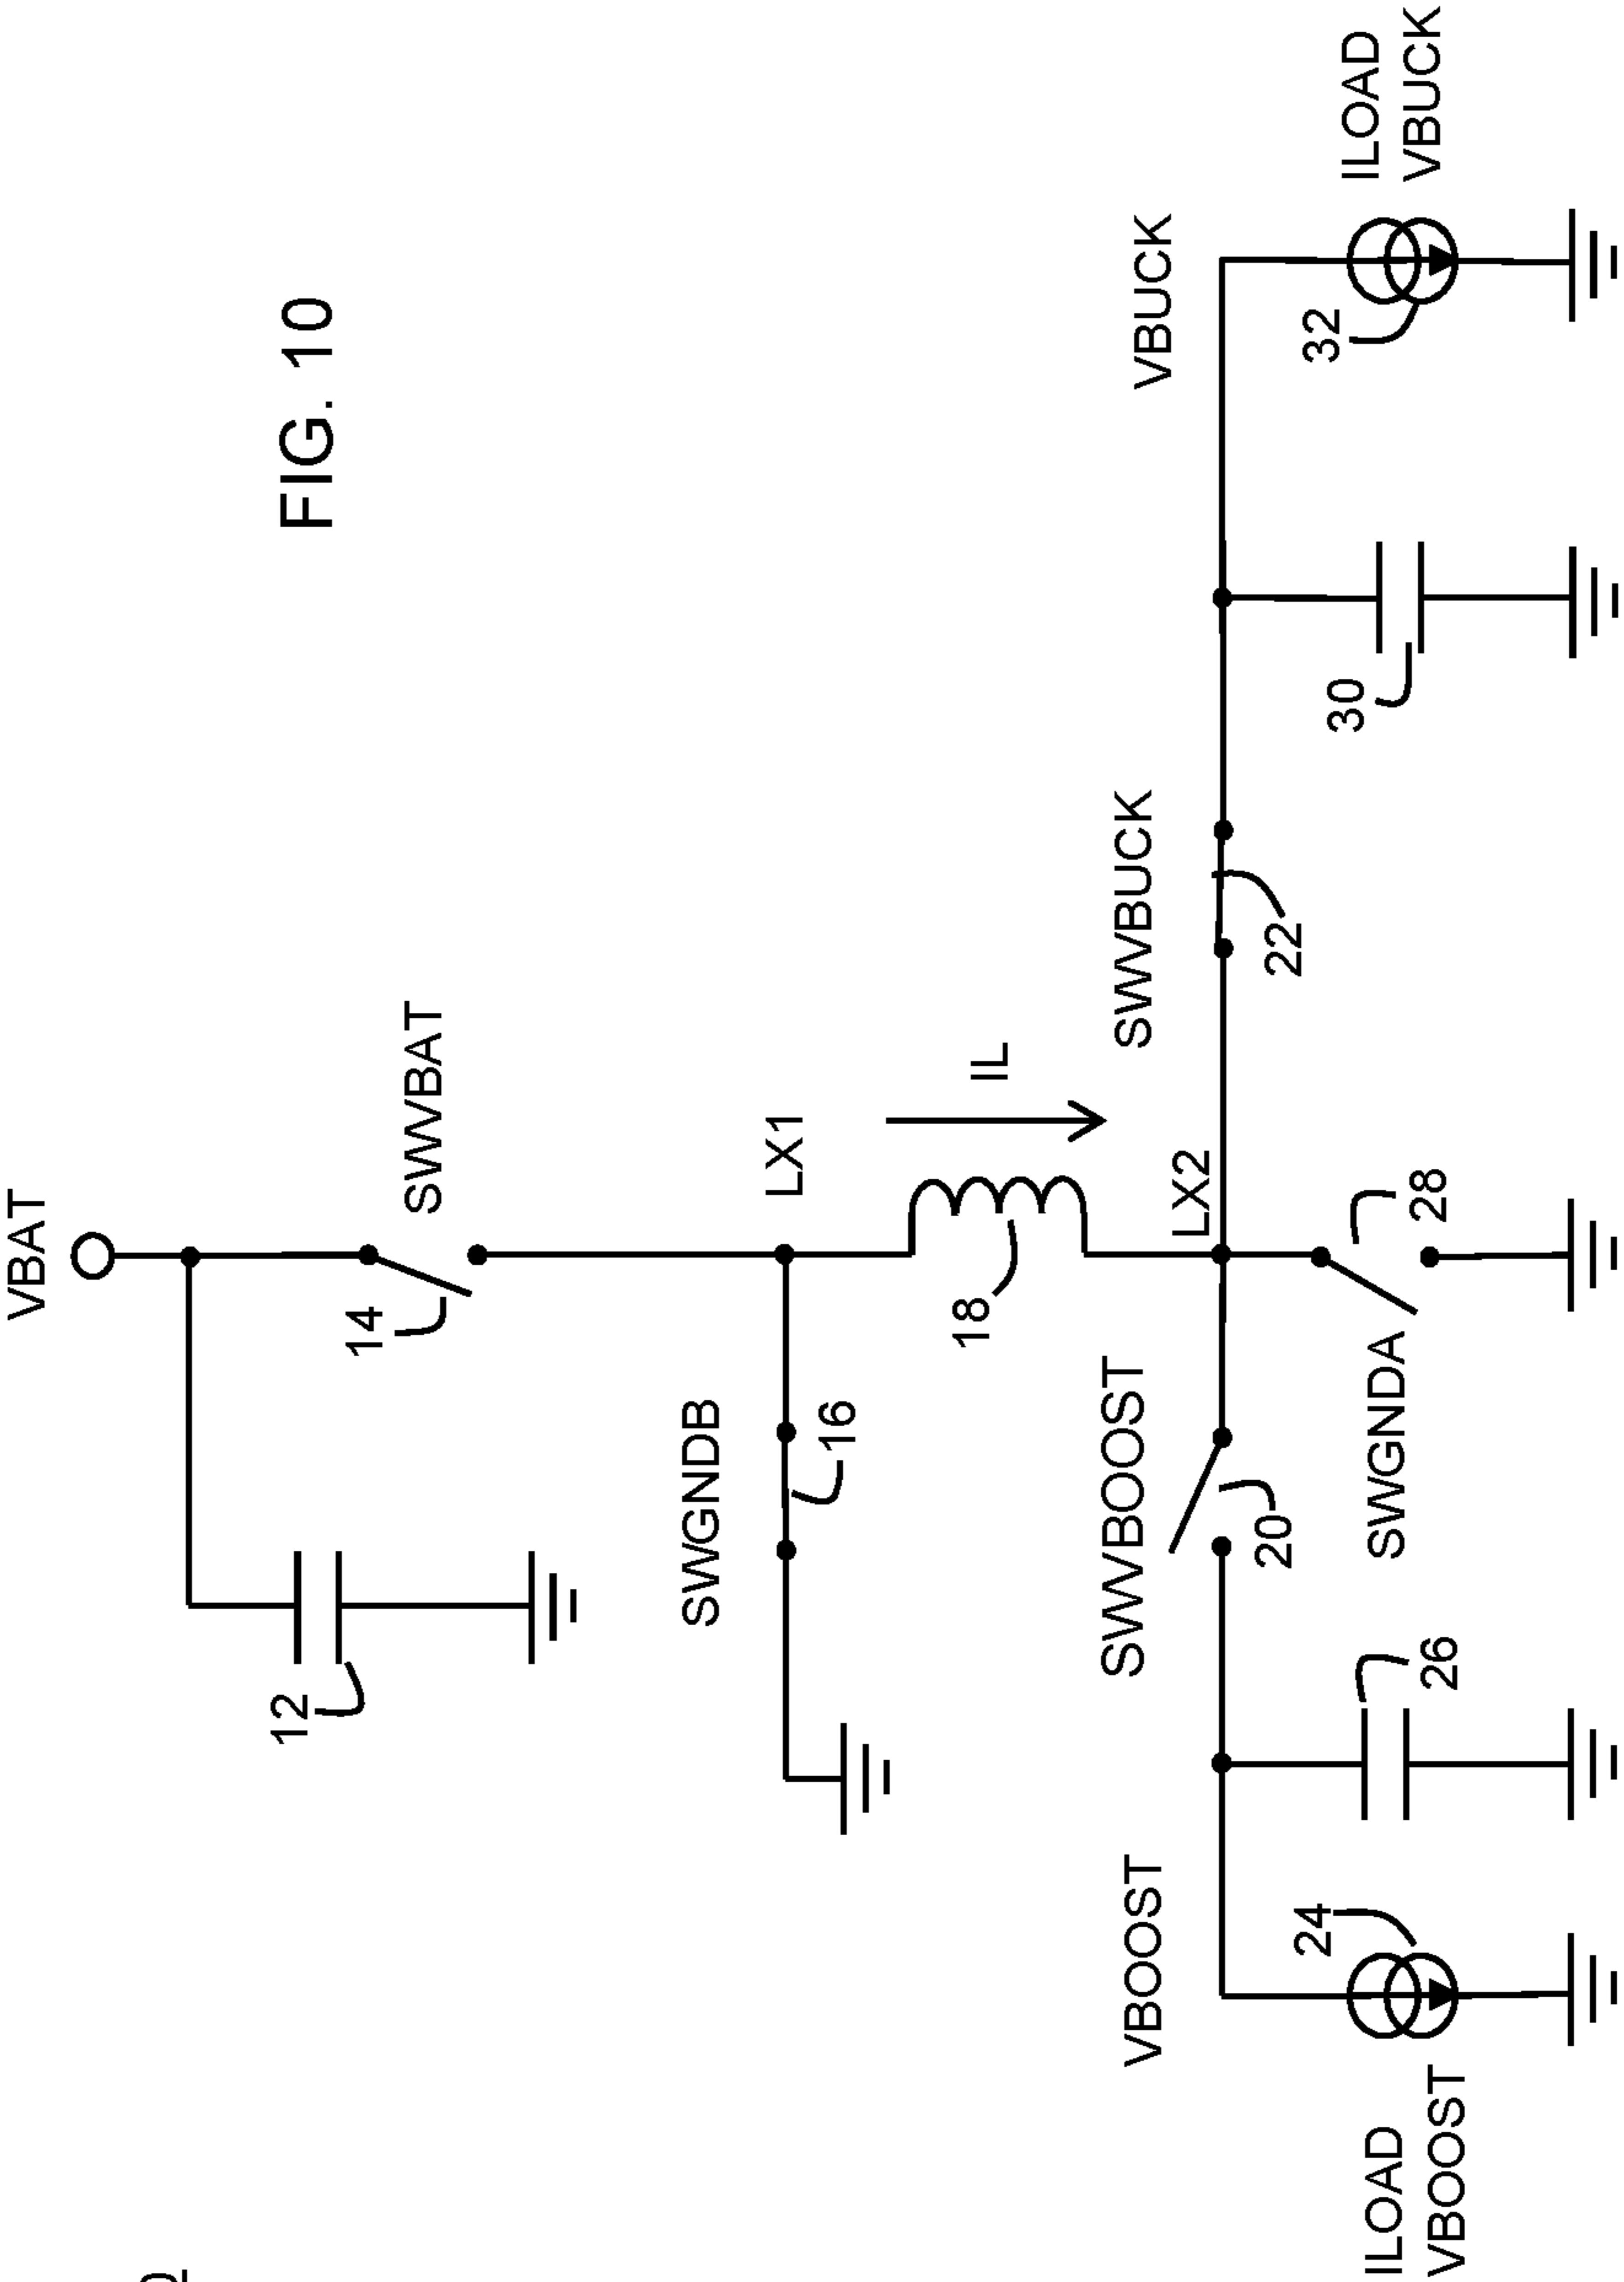 FIG. 10
VBAT
SWVBAT
14
12
SWGNDB
16
LX1
IL
18
LX2
SWVBOOST
20
SWVBUCK
22
SWGNDA
28
VBOOST
24
26
ILOAD
VBOOST
VBUCK
30
32
ILOAD
VBUCK